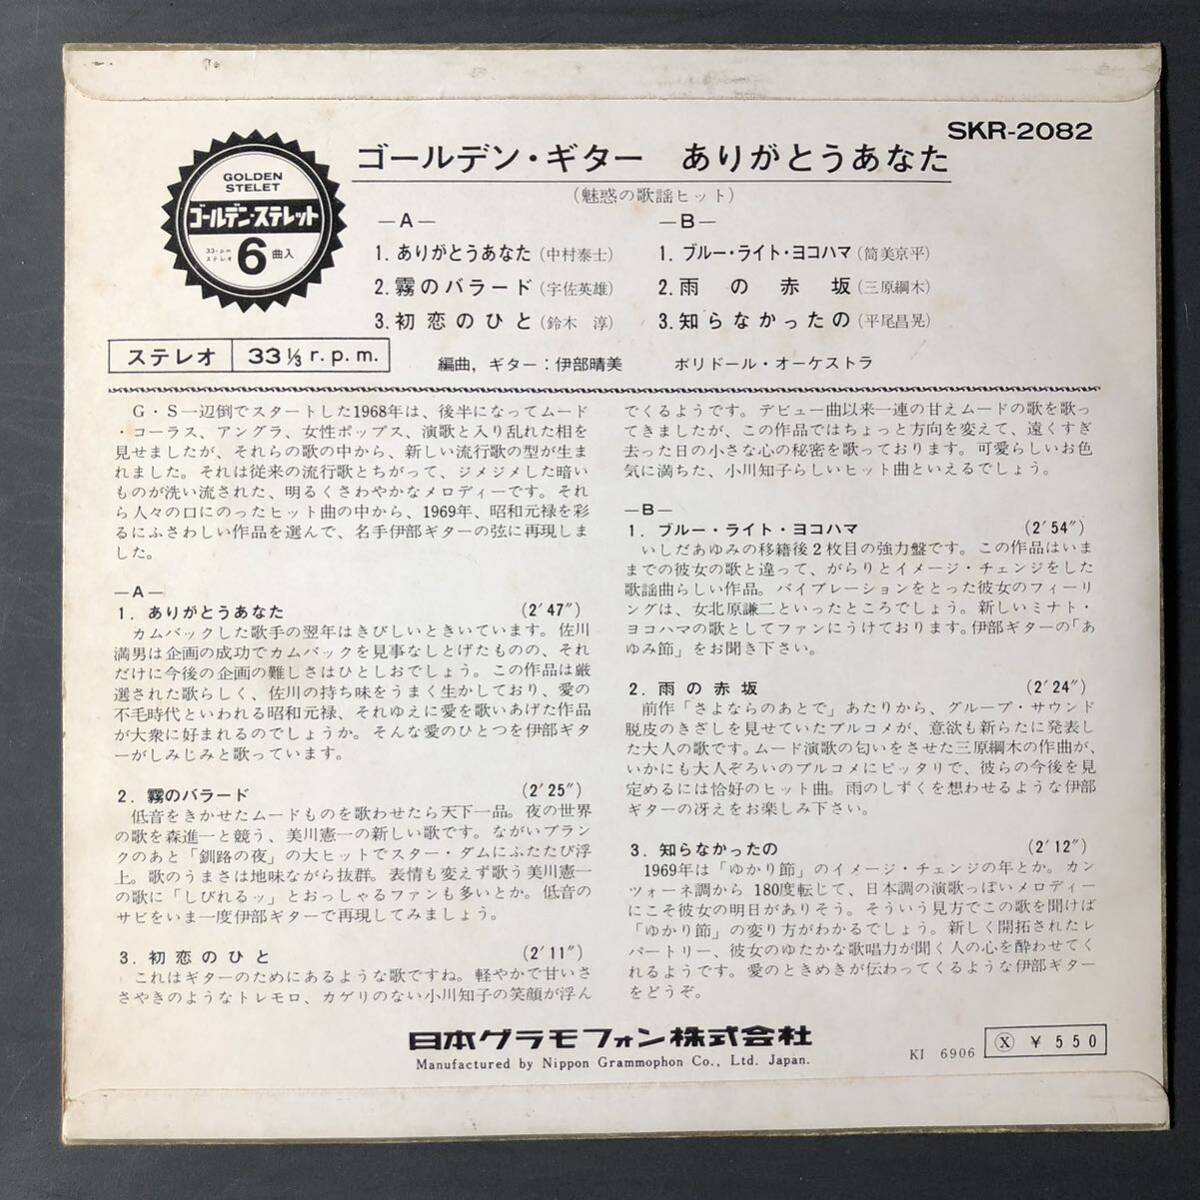 SKR-2082
GOLDEN
STELET
ゴールデン・ステレット
33・rpm
ステレオ
6曲入
ゴールデン・ギター ありがとうあなた
(魅惑の歌謡ヒット)
—A—
1. ありがとうあなた(中村泰士)
2. 霧のバラード(宇佐英雄)
3. 初恋のひと(鈴木 淳)
—B—
1. ブルー・ライト・ヨコハマ(筒美京平)
2. 雨の赤坂(三原綱木)
3. 知らなかったの(平尾昌晃)
ステレオ 33 1/3 r.p.m.
編曲, ギター:伊部晴美 ポリドール・オーケストラ
G・S一辺倒でスタートした1968年は、後半になってムード
・コーラス、アングラ、女性ポップス、演歌と入り乱れた相を
見せましたが、それらの歌の中から、新しい流行歌の型が生ま
れました。それは従来の流行歌とちがって、ジメジメした暗い
ものが洗い流された、明るくさわやかなメロディーです。それ
ら人々の口にのったヒット曲の中から、1969年、昭和元禄を彩
るにふさわしい作品を選んで、名手伊部ギターの弦に再現しま
した。
—A—
1. ありがとうあなた (2′47″)
カムバックした歌手の翌年はきびしいときいています。佐川
満男は企画の成功でカムバックを見事なしとげたものの、それ
だけに今後の企画の難しさはひとしおでしょう。この作品は厳
選された歌らしく、佐川の持ち味をうまく生かしており、愛の
不毛時代といわれる昭和元禄、それゆえに愛を歌いあげた作品
が大衆に好まれるのでしょうか。そんな愛のひとつを伊部ギタ
ーがしみじみと歌っています。
2. 霧のバラード (2′25″)
低音をきかせたムードものを歌わせたら天下一品。夜の世界
の歌を森進一と競う、美川憲一の新しい歌です。ながいブラン
クのあと「釧路の夜」の大ヒットでスター・ダムにふたたび浮
上。歌のうまさは地味ながら抜群。表情も変えず歌う美川憲一
の歌に「しびれるッ」とおっしゃるファンも多いとか。低音の
サビをいま一度伊部ギターで再現してみましょう。
3. 初恋のひと (2′11″)
これはギターのためにあるような歌ですね。軽やかで甘いさ
さやきのようなトレモロ、カゲリのない小川知子の笑顔が浮ん
でくるようです。デビュー曲以来一連の甘えムードの歌を歌っ
てきましたが、この作品ではちょっと方向を変えて、遠くすぎ
去った日の小さな心の秘密を歌っております。可愛らしいお色
気に満ちた、小川知子らしいヒット曲といえるでしょう。
—B—
1. ブルー・ライト・ヨコハマ (2′54″)
いしだあゆみの移籍後2枚目の強力盤です。この作品はいま
までの彼女の歌と違って、がらりとイメージ・チェンジをした
歌謡曲らしい作品。バイブレーションをとった彼女のフィーリ
ングは、女北原謙二といったところでしょう。新しいミナト・
ヨコハマの歌としてファンにうけております。伊部ギターの「あ
ゆみ節」をお聞き下さい。
2. 雨の赤坂 (2′24″)
前作「さよならのあとで」あたりから、グループ・サウンド
脱皮のきざしを見せていたブルコメが、意欲も新らたに発表し
た大人の歌です。ムード演歌の匂いをさせた三原綱木の作曲が、
いかにも大人ぞろいのブルコメにピッタリで、彼らの今後を見
定めるには恰好のヒット曲。雨のしずくを想わせるような伊部
ギターの冴えをお楽しみ下さい。
3. 知らなかったの (2′12″)
1969年は「ゆかり節」のイメージ・チェンジの年とか。カン
ツォーネ調から 180度転じて、日本調の演歌っぽいメロディー
にこそ彼女の明日がありそう。そういう見方でこの歌を聞けば
「ゆかり節」の変り方がわかるでしょう。新しく開拓されたレ
パートリー、彼女のゆたかな歌唱力が聞く人の心を酔わせてく
れるようです。愛のときめきが伝わってくるような伊部ギター
をどうぞ。
日本グラモフォン株式会社
Manufactured by Nippon Grammophon Co., Ltd. Japan.
KI 6906
Ⓧ ¥ 550